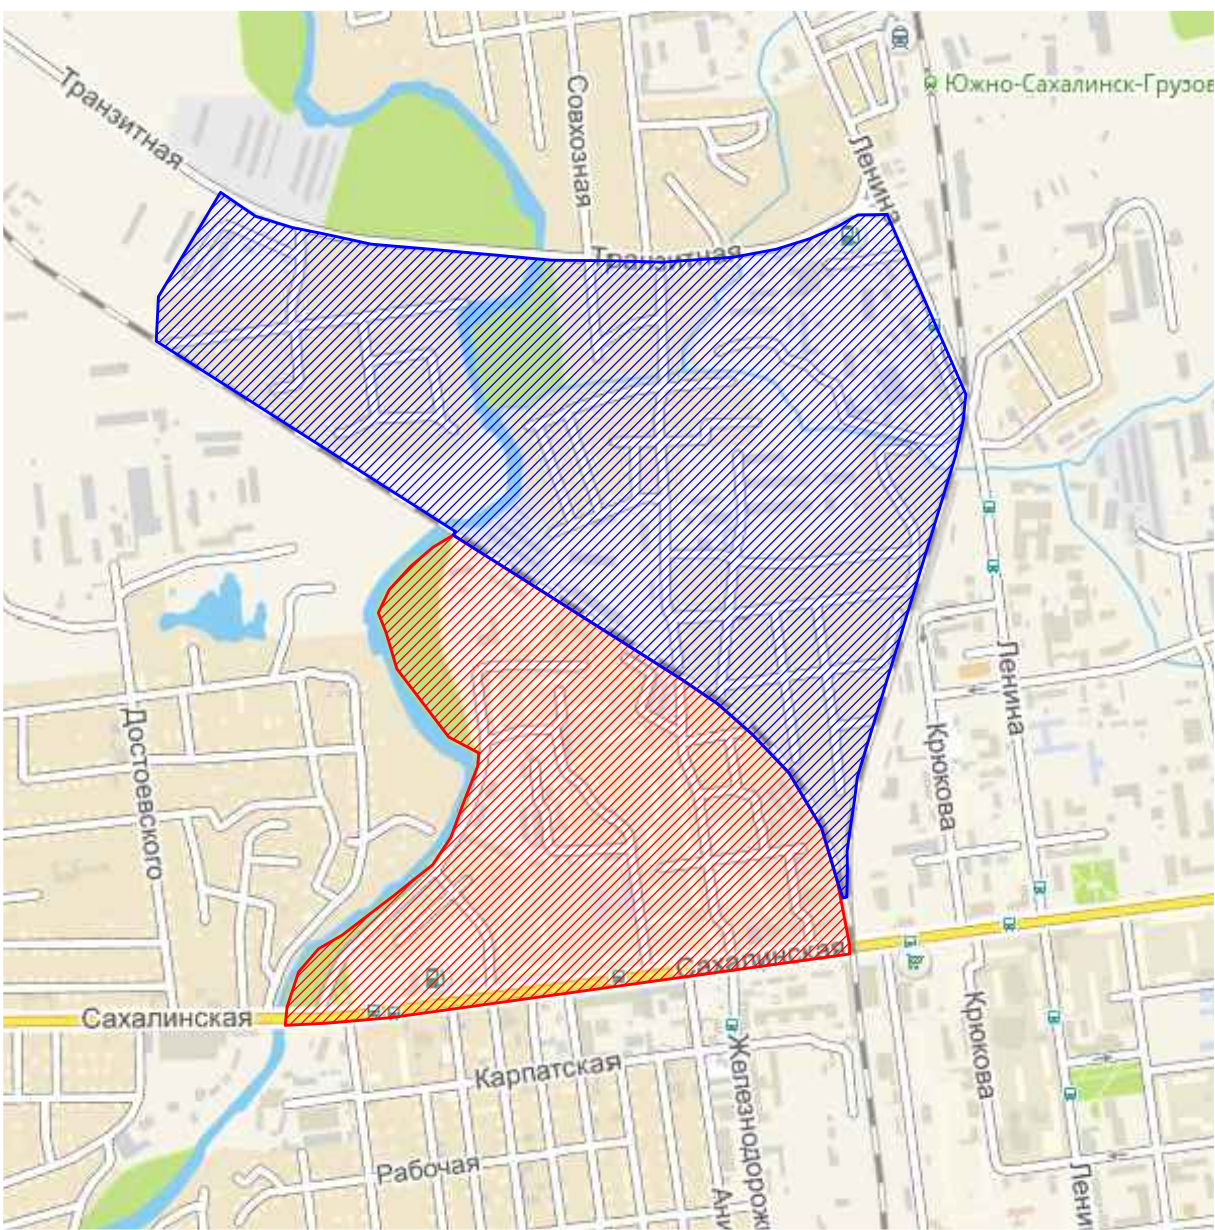 Транзитная
Совхозная
Южно-Сахалинск-Грузов
Ленина
Транзитная
Ленина
Достоевского
Крюкова
Сахалинская
Сахалинская
Крюкова
Карпатская
Железнодорож
Рабочая
Лени
Ани